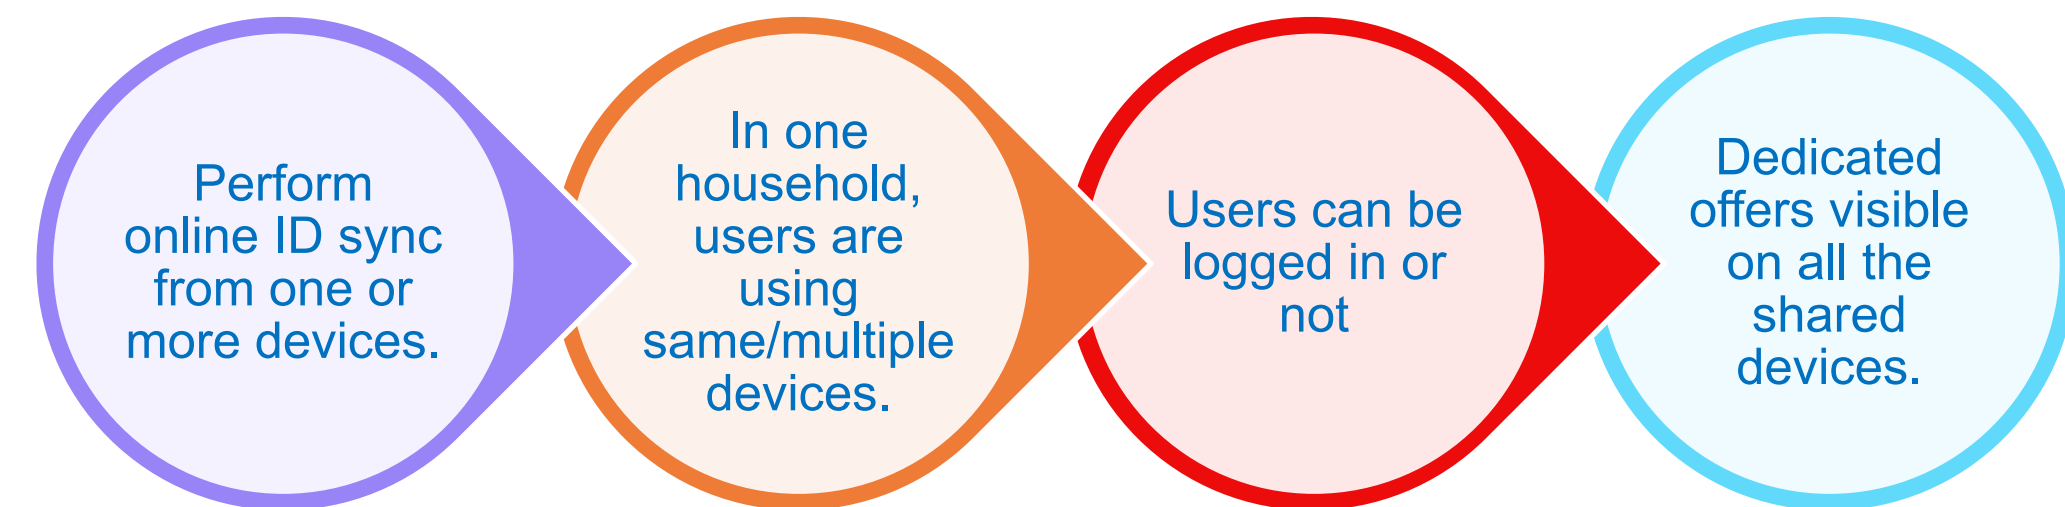 Perform
online ID sync
from one or
more devices.
In one
household,
users are
using
same/multiple
devices.
Users can be
logged in or
not
Dedicated
offers visible
on all the
shared
devices.